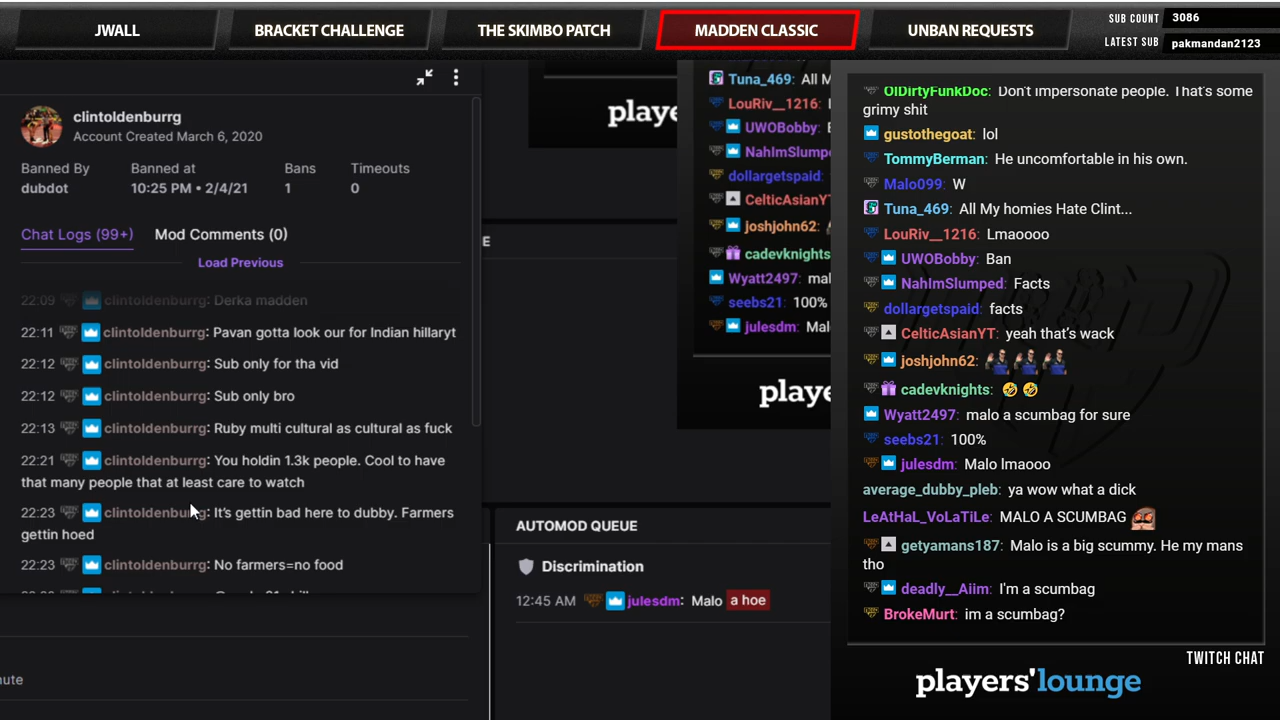 JWALL
BRACKET CHALLENGE
THE SKIMBO PATCH
MADDEN CLASSIC
UNBAN REQUESTS
SUB COUNT 3086
LATEST SUB pakmandan2123
clintoldenburrg
Account Created March 6, 2020
Banned By Banned at Bans Timeouts
dubdot 10:25 PM • 2/4/21 1 0
Chat Logs (99+) Mod Comments (0)
Load Previous
22:09 clintoldenburrg: Derka madden
22:11 clintoldenburrg: Pavan gotta look our for Indian hillaryt
22:12 clintoldenburrg: Sub only for tha vid
22:12 clintoldenburrg: Sub only bro
22:13 clintoldenburrg: Ruby multi cultural as cultural as fuck
22:21 clintoldenburrg: You holdin 1.3k people. Cool to have
that many people that at least care to watch
22:23 clintoldenburrg: It's gettin bad here to dubby. Farmers
gettin hoed
22:23 clintoldenburrg: No farmers=no food
nute
E
playe
Tuna_469: All M
LouRiv__1216:
UWOBobby:
NahImSlumpe
dollargetspaid:
CelticAsianYT
joshjohn62:
cadevknights
Wyatt2497: mal
seebs21: 100%
julesdm: Mal
playe
AUTOMOD QUEUE
Discrimination
12:45 AM julesdm: Malo a hoe
OlDirtyFunkDoc: Don't impersonate people. That's some
grimy shit
gustothegoat: lol
TommyBerman: He uncomfortable in his own.
Malo099: W
Tuna_469: All My homies Hate Clint...
LouRiv__1216: Lmaoooo
UWOBobby: Ban
NahImSlumped: Facts
dollargetspaid: facts
CelticAsianYT: yeah that's wack
joshjohn62:
cadevknights: 🤣 🤣
Wyatt2497: malo a scumbag for sure
seebs21: 100%
julesdm: Malo lmaooo
average_dubby_pleb: ya wow what a dick
LeAtHaL_VoLaTiLe: MALO A SCUMBAG
getyamans187: Malo is a big scummy. He my mans
tho
deadly__Aiim: I'm a scumbag
BrokeMurt: im a scumbag?
TWITCH CHAT
players'lounge